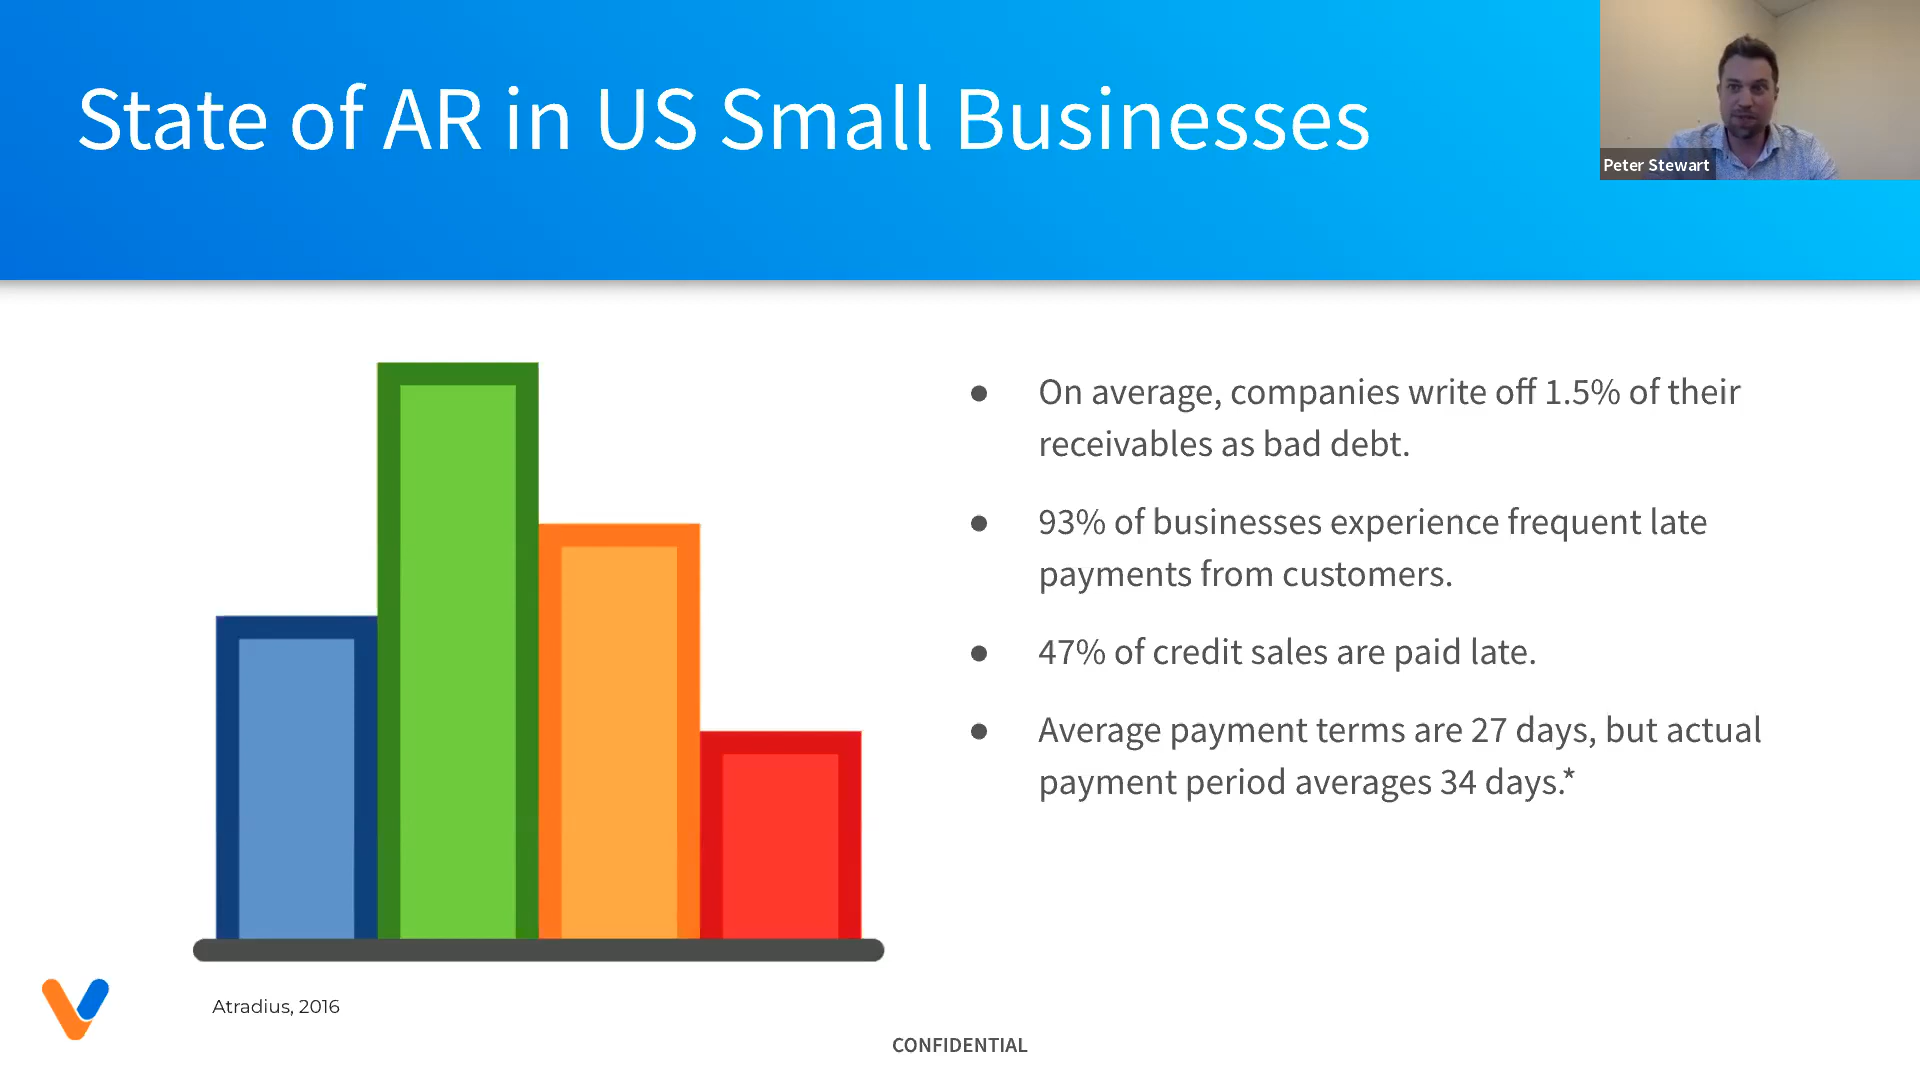 State of AR in US Small Businesses
Peter Stewart
● On average, companies write off 1.5% of their
receivables as bad debt.
● 93% of businesses experience frequent late
payments from customers.
● 47% of credit sales are paid late.
● Average payment terms are 27 days, but actual
payment period averages 34 days.*
Atradius, 2016
CONFIDENTIAL